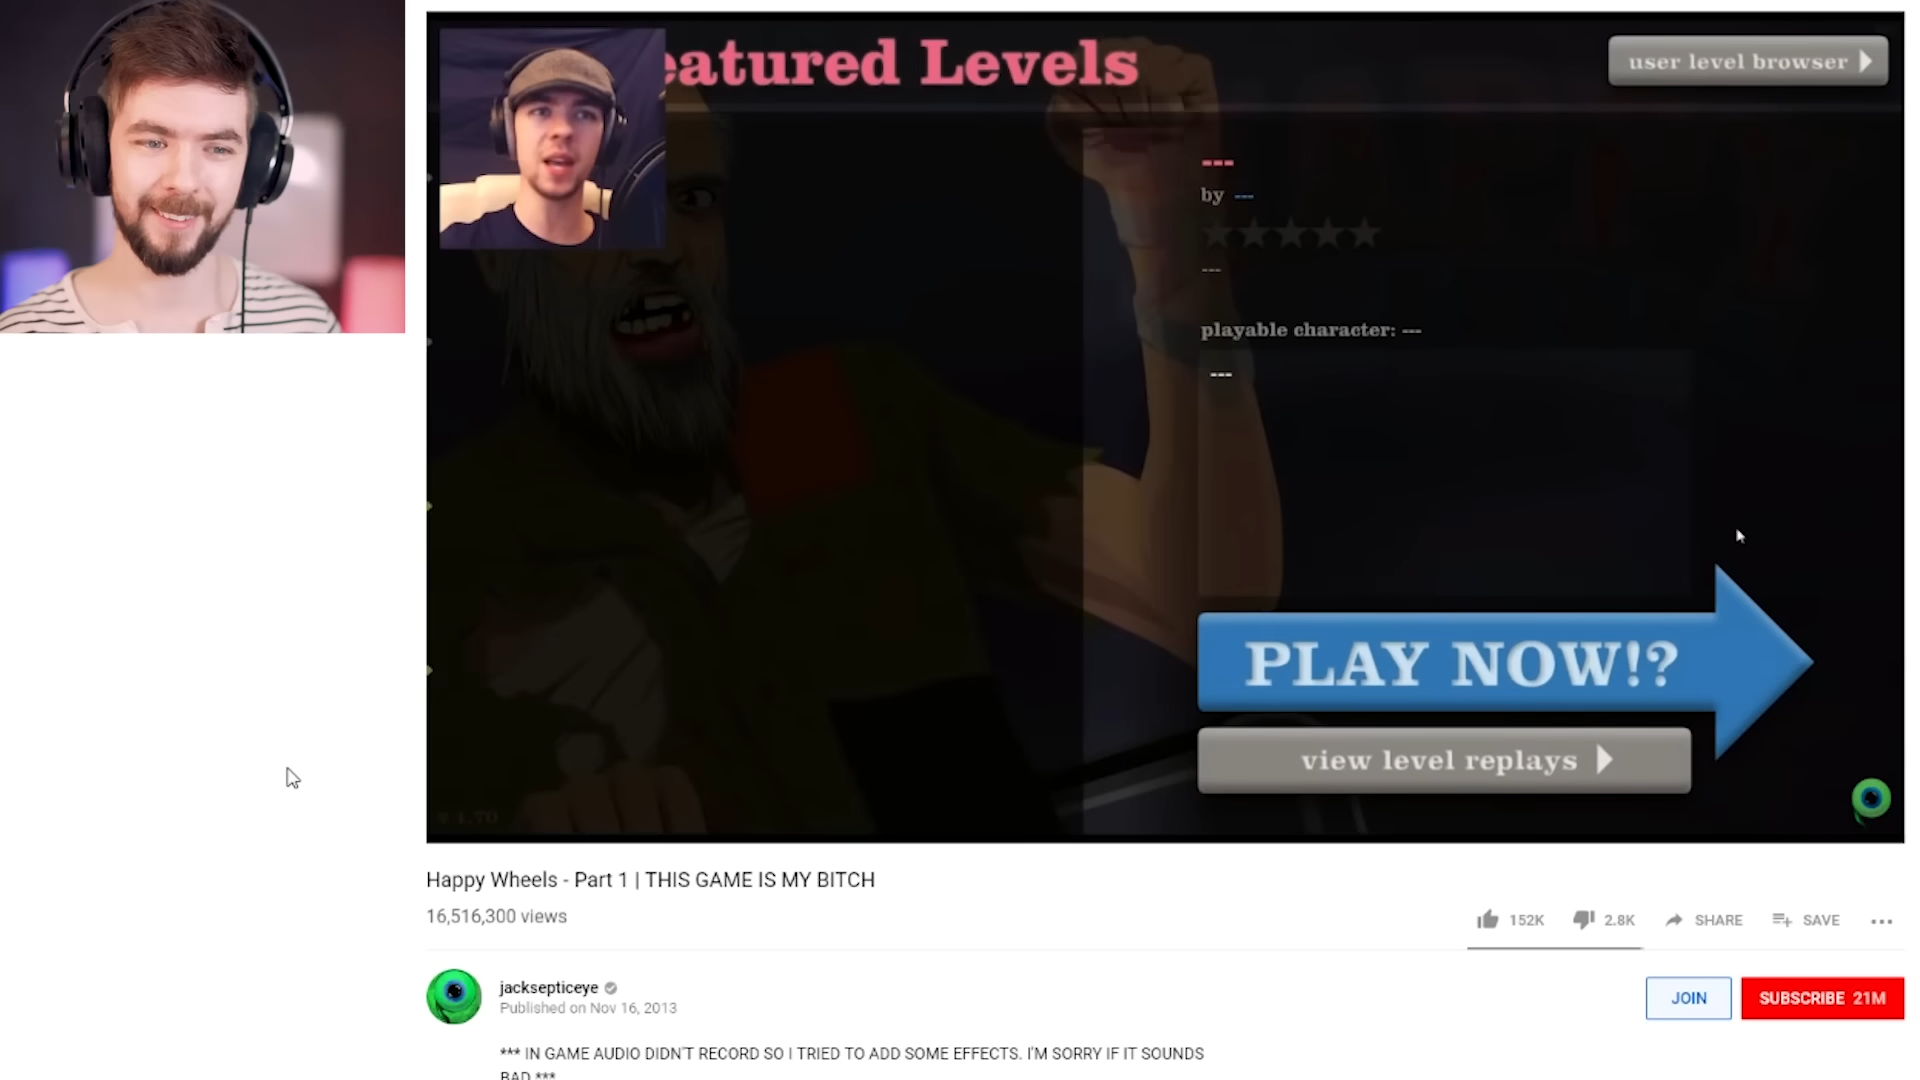 eatured Levels
user level browser
---
by ---
---
playable character: ---
---
PLAY NOW!?
view level replays
v 1.70
Happy Wheels - Part 1 | THIS GAME IS MY BITCH
16,516,300 views
152K 2.8K SHARE SAVE
jacksepticeye
Published on Nov 16, 2013
JOIN SUBSCRIBE 21M
*** IN GAME AUDIO DIDN'T RECORD SO I TRIED TO ADD SOME EFFECTS. I'M SORRY IF IT SOUNDS
BAD ***